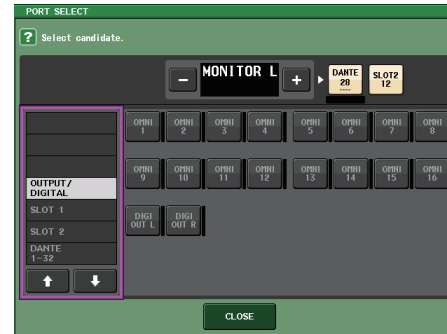 PORT SELECT
? Select candidate.
− MONITOR L +
DANTE 28 ----
SLOT2 12
OUTPUT/
DIGITAL
SLOT 1
SLOT 2
DANTE
1-32
OMNI 1 OMNI 2 OMNI 3 OMNI 4 OMNI 5 OMNI 6 OMNI 7 OMNI 8
OMNI 9 OMNI 10 OMNI 11 OMNI 12 OMNI 13 OMNI 14 OMNI 15 OMNI 16
DIGI OUT L DIGI OUT R
CLOSE